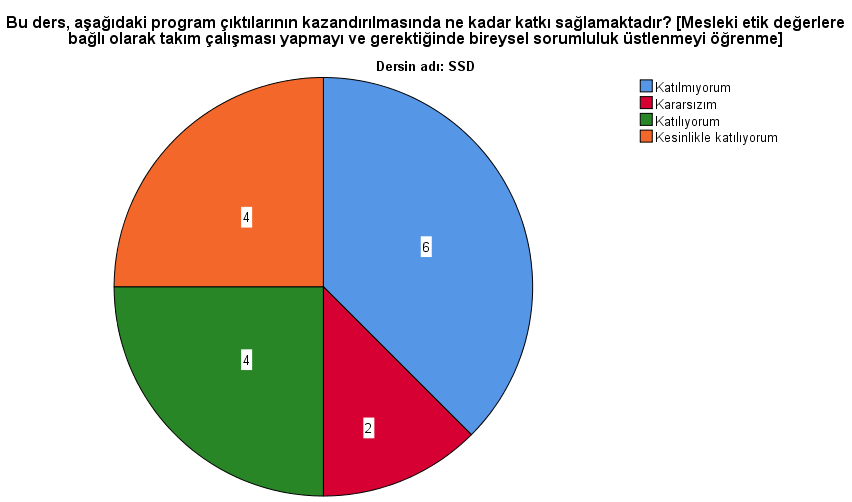 Bu ders, aşağıdaki program çıktılarının kazandırılmasında ne kadar katkı sağlamaktadır? [Mesleki etik değerlere
bağlı olarak takım çalışması yapmayı ve gerektiğinde bireysel sorumluluk üstlenmeyi öğrenme]
Dersin adı: SSD
Katılmıyorum
Kararsızım
Katılıyorum
Kesinlikle katılıyorum
4
6
4
2